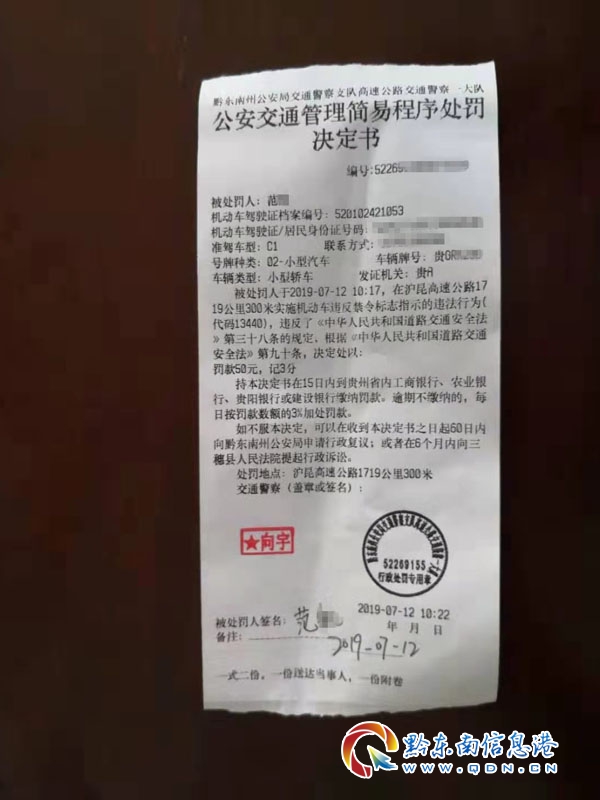 黔东南州公安局交通警察支队高速公路交通警察一大队
公安交通管理简易程序处罚
决定书
编号:52269
被处罚人: 范
机动车驾驶证档案编号: 520102421053
机动车驾驶证/居民身份证号码:
准驾车型: C1 联系方式:
号牌种类: 02-小型汽车 车辆牌号: 贵GR
车辆类型: 小型轿车 发证机关: 贵A
被处罚人于2019-07-12 10:17, 在沪昆高速公路17
19公里300米实施机动车违反禁令标志指示的违法行为(
代码13440), 违反了《中华人民共和国道路交通安全法
》第三十八条的规定, 根据《中华人民共和国道路交通
安全法》第九十条, 决定处以:
罚款50元, 记3分
持本决定书在15日内到贵州省内工商银行、农业银
行、贵阳银行或建设银行缴纳罚款。逾期不缴纳的, 每
日按罚款数额的3%加处罚款。
如不服本决定, 可以在收到本决定书之日起60日内
向黔东南州公安局申请行政复议; 或者在6个月内向三
穗县人民法院提起行政诉讼。
处罚地点: 沪昆高速公路1719公里300米
交通警察 (盖章或签名):
★向宇
52269155
行政处罚专用章
2019-07-12 10:22
被处罚人签名: 范 年 月 日
备注: 2019-07-12
一式二份, 一份送达当事人, 一份附卷
黔东南信息港
WWW.QDN.CN